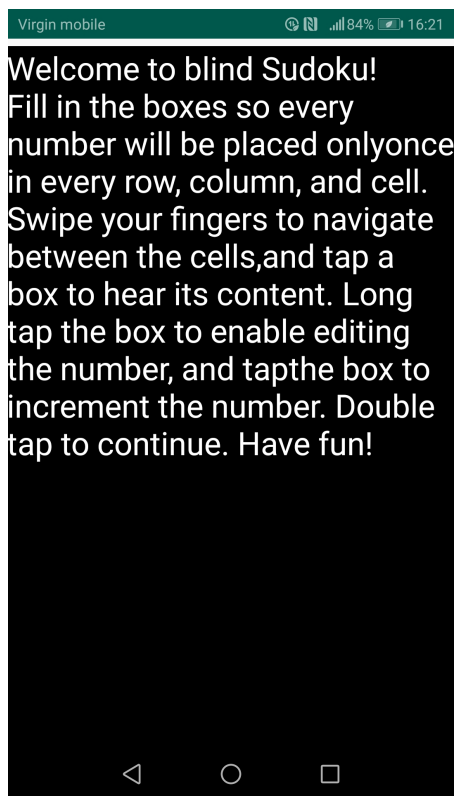 Virgin mobile 84% 16:21
Welcome to blind Sudoku!
Fill in the boxes so every
number will be placed onlyonce
in every row, column, and cell.
Swipe your fingers to navigate
between the cells,and tap a
box to hear its content. Long
tap the box to enable editing
the number, and tapthe box to
increment the number. Double
tap to continue. Have fun!